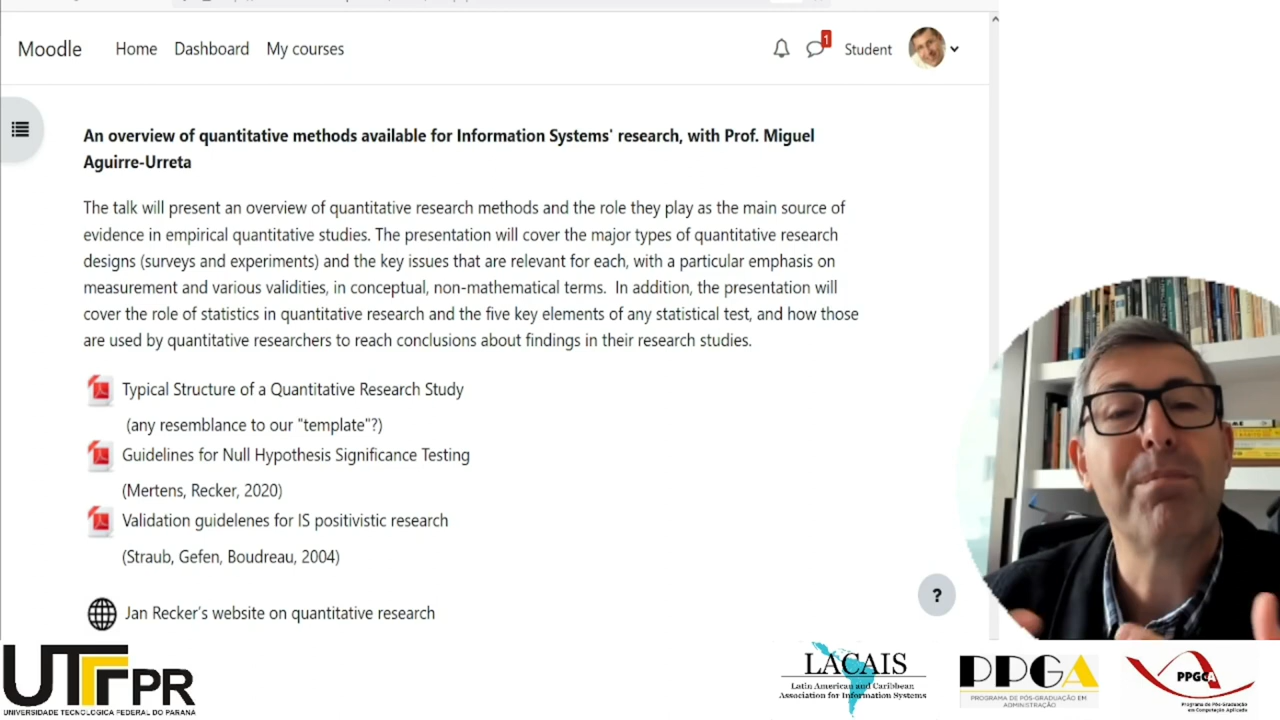 Moodle Home Dashboard My courses 1 Student
An overview of quantitative methods available for Information Systems' research, with Prof. Miguel
Aguirre-Urreta
The talk will present an overview of quantitative research methods and the role they play as the main source of
evidence in empirical quantitative studies. The presentation will cover the major types of quantitative research
designs (surveys and experiments) and the key issues that are relevant for each, with a particular emphasis on
measurement and various validities, in conceptual, non-mathematical terms. In addition, the presentation will
cover the role of statistics in quantitative research and the five key elements of any statistical test, and how those
are used by quantitative researchers to reach conclusions about findings in their research studies.
Typical Structure of a Quantitative Research Study
(any resemblance to our "template"?)
Guidelines for Null Hypothesis Significance Testing
(Mertens, Recker, 2020)
Validation guidelenes for IS positivistic research
(Straub, Gefen, Boudreau, 2004)
?
Jan Recker's website on quantitative research
UTFPR
UNIVERSIDADE TECNOLÓGICA FEDERAL DO PARANÁ
LACAIS
Latin American and Caribbean
Association for Information Systems
PPGA
PROGRAMA DE PÓS-GRADUAÇÃO EM
ADMINISTRAÇÃO
PPGCA
Programa de Pós-Graduação
em Computação Aplicada